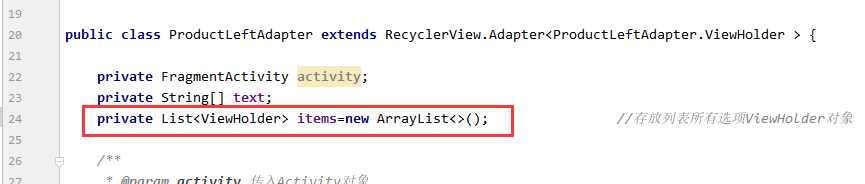 19
20 public class ProductLeftAdapter extends RecyclerView.Adapter<ProductLeftAdapter.ViewHolder > {
21
22 private FragmentActivity activity;
23 private String[] text;
24 private List<ViewHolder> items=new ArrayList<>(); //存放列表所有选项ViewHolder对象
25
26 /**
27 * @param activity 传入Activity对象